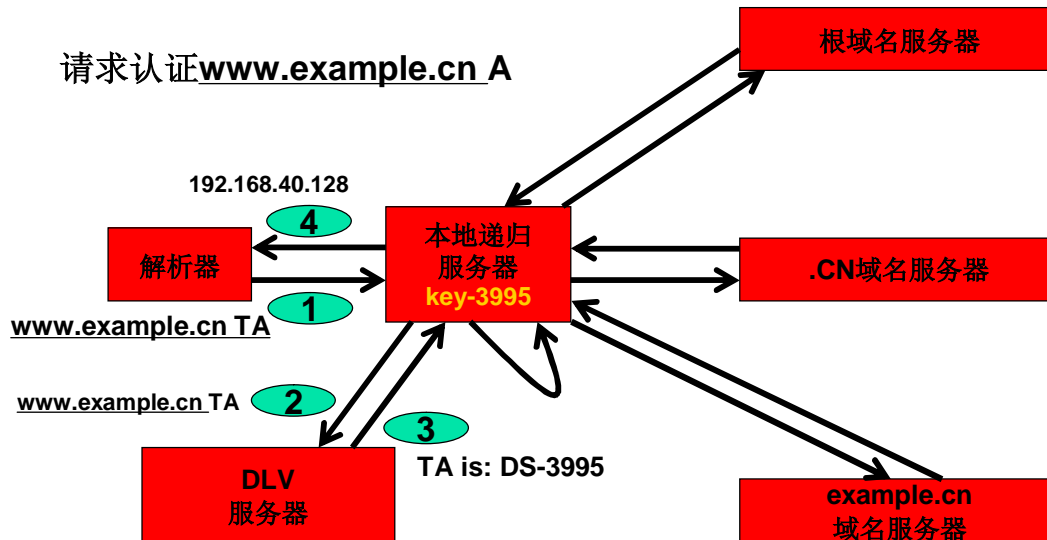 请求认证www.example.cn A
根域名服务器
192.168.40.128
4
本地递归
服务器
key-3995
解析器
.CN域名服务器
1
www.example.cn TA
www.example.cn TA
2
3
TA is: DS-3995
DLV
服务器
example.cn
域名服务器